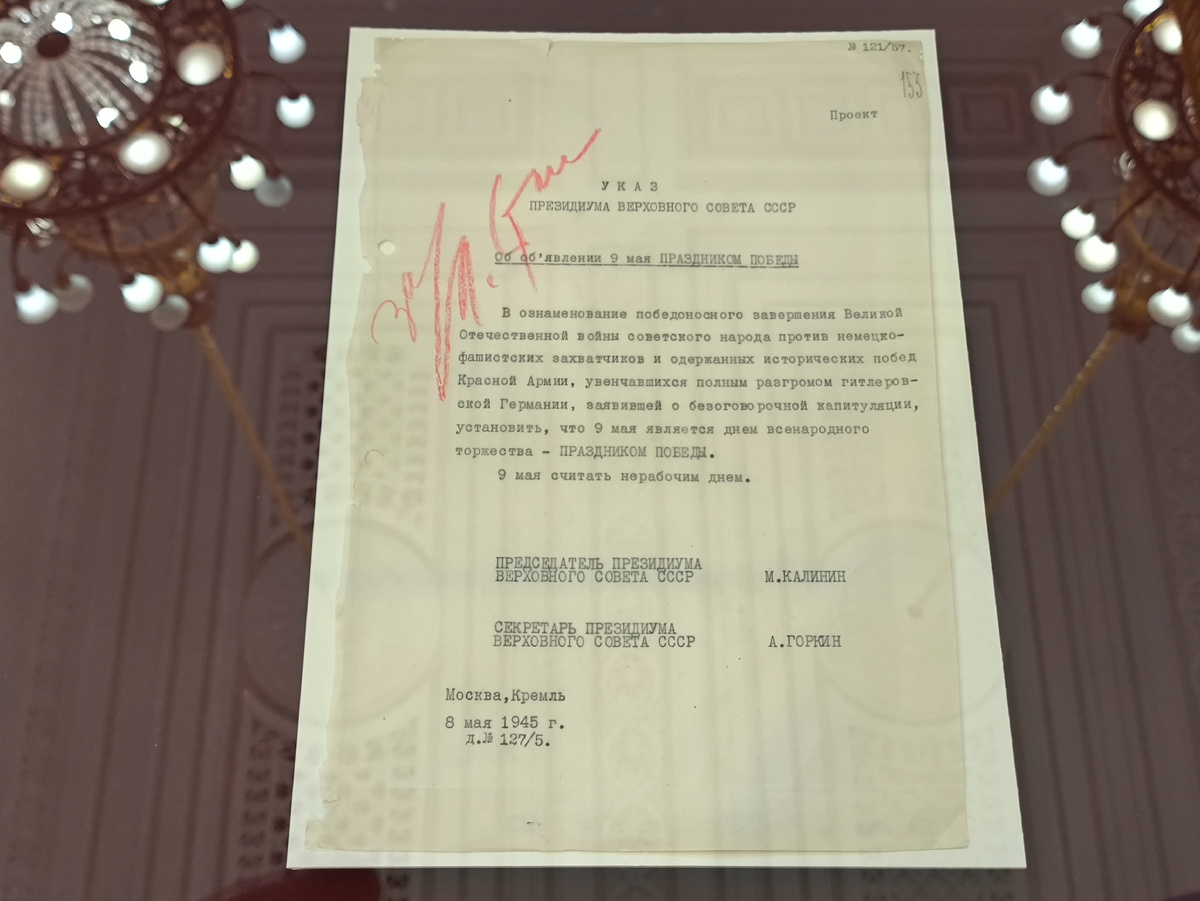 № 121/57.
153
Проект
за
У К А З
ПРЕЗИДИУМА ВЕРХОВНОГО СОВЕТА СССР
Об об'явлении 9 мая ПРАЗДНИКОМ ПОБЕДЫ
В ознаменование победоносного завершения Великой
Отечественной войны советского народа против немецко-
фашистских захватчиков и одержанных исторических побед
Красной Армии, увенчавшихся полным разгромом гитлеров-
ской Германии, заявившей о безоговорочной капитуляции,
установить, что 9 мая является днем всенародного
торжества - ПРАЗДНИКОМ ПОБЕДЫ.
9 мая считать нерабочим днем.
ПРЕДСЕДАТЕЛЬ ПРЕЗИДИУМА
ВЕРХОВНОГО СОВЕТА СССР М.КАЛИНИН
СЕКРЕТАРЬ ПРЕЗИДИУМА
ВЕРХОВНОГО СОВЕТА СССР А.ГОРКИН
Москва,Кремль
8 мая 1945 г.
д.№ 127/5.